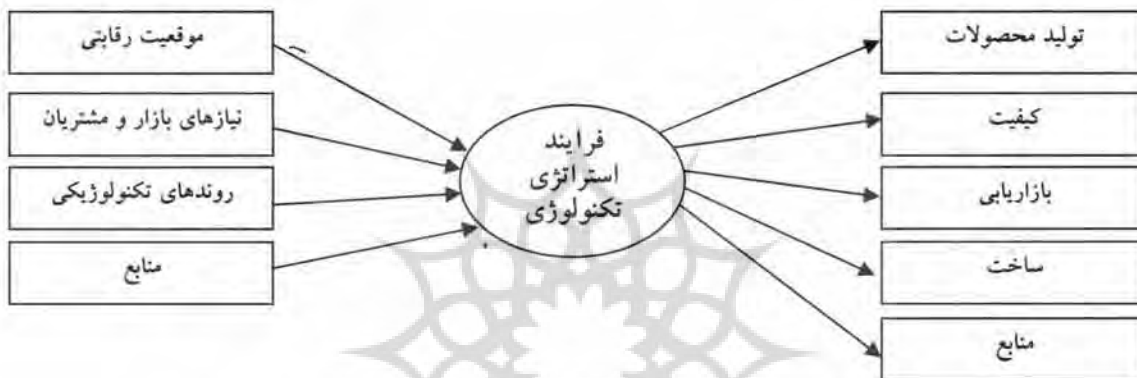 موقعیت رقابتی
نیازهای بازار و مشتریان
روندهای تکنولوژیکی
منابع
فرایند
استراتژی
تکنولوژی
تولید محصولات
کیفیت
بازاریابی
ساخت
منابع